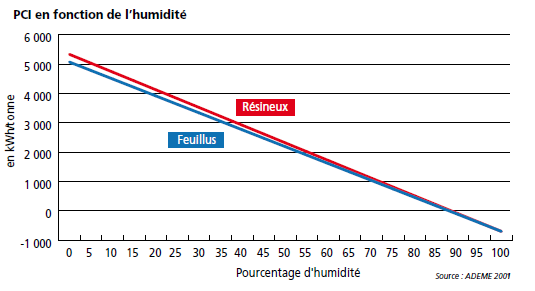 PCI en fonction de l'humidité
6 000
5 000
4 000
3 000
2 000
1 000
0
-1 000
en kWh/tonne
Résineux
Feuillus
0 5 10 15 20 25 30 35 40 45 50 55 60 65 70 75 80 85 90 95 100
Pourcentage d'humidité
Source : ADEME 2001